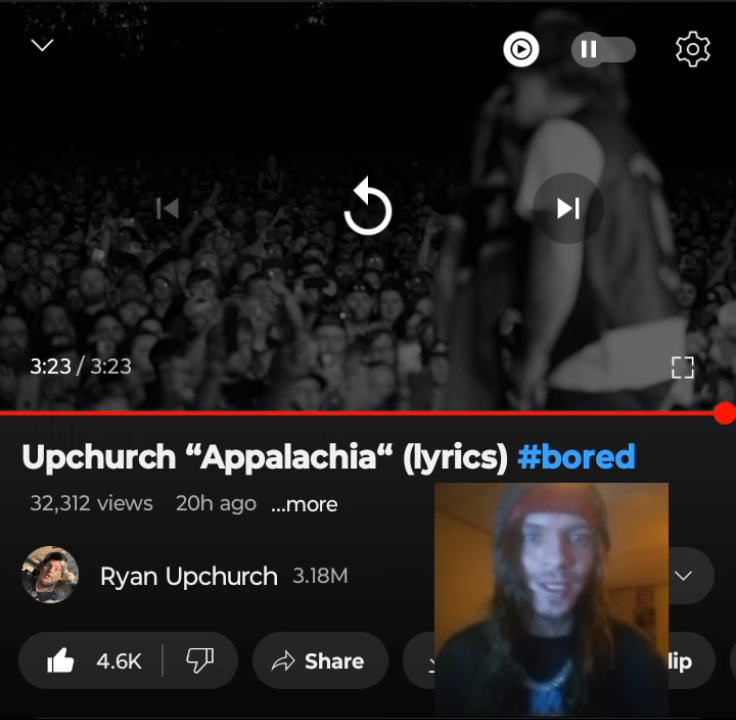 3:23 / 3:23
Upchurch “Appalachia“ (lyrics) #bored
32,312 views 20h ago ...more
Ryan Upchurch 3.18M
4.6K Share lip